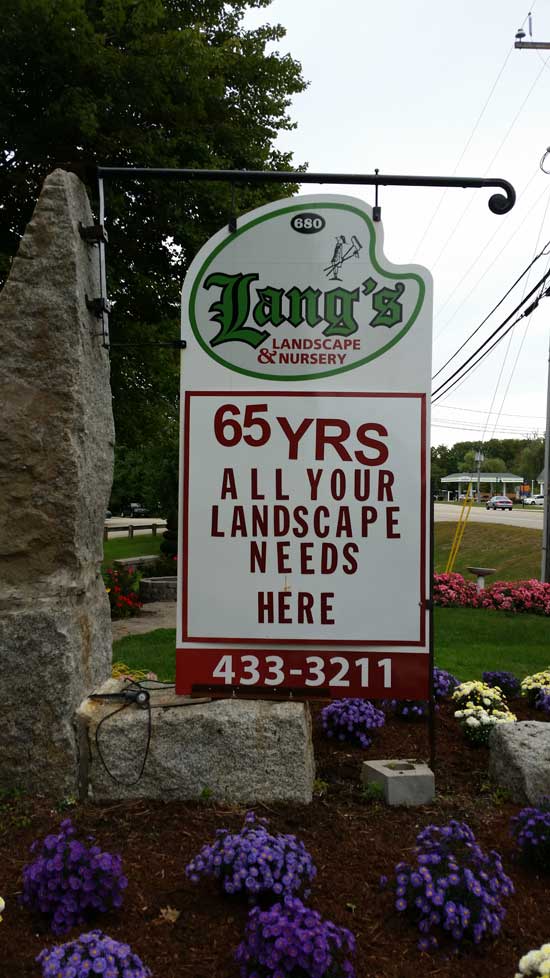 680
Lang's
LANDSCAPE
& NURSERY
65 YRS
ALL YOUR
LANDSCAPE
NEEDS
HERE
433-3211